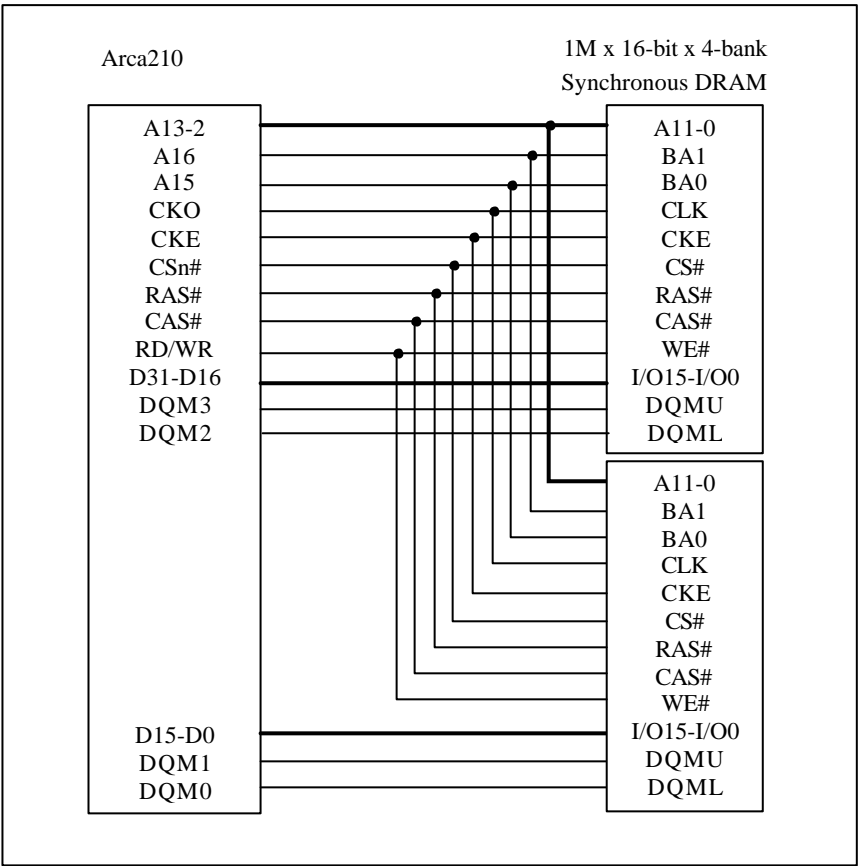 Arca210
1M x 16-bit x 4-bank
Synchronous DRAM
A13-2
A16
A15
CKO
CKE
CSn#
RAS#
CAS#
RD/WR
D31-D16
DQM3
DQM2
D15-D0
DQM1
DQM0
A11-0
BA1
BA0
CLK
CKE
CS#
RAS#
CAS#
WE#
I/O15-I/O0
DQMU
DQML
A11-0
BA1
BA0
CLK
CKE
CS#
RAS#
CAS#
WE#
I/O15-I/O0
DQMU
DQML